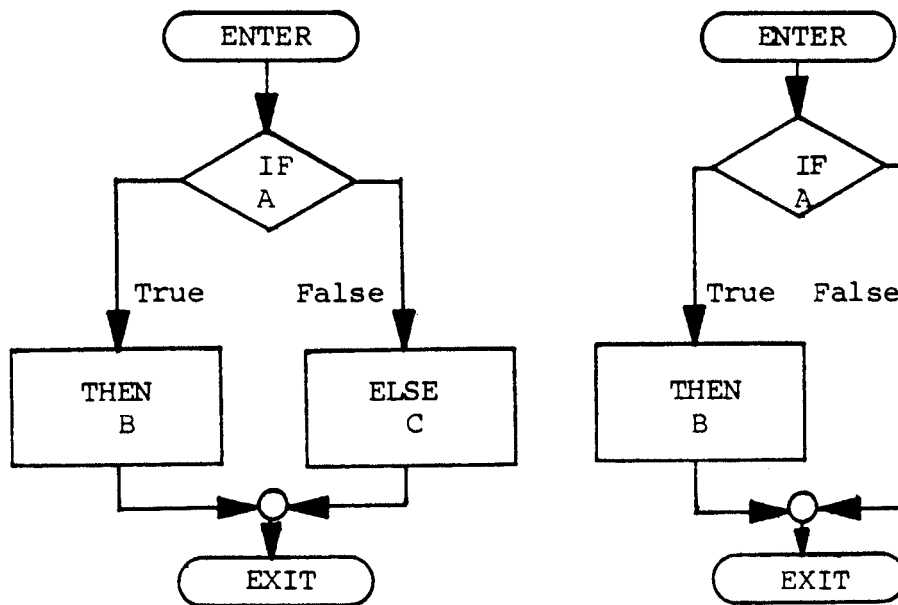 ENTER
IF
A
True
False
THEN
B
ELSE
C
EXIT
ENTER
IF
A
True
False
THEN
B
EXIT